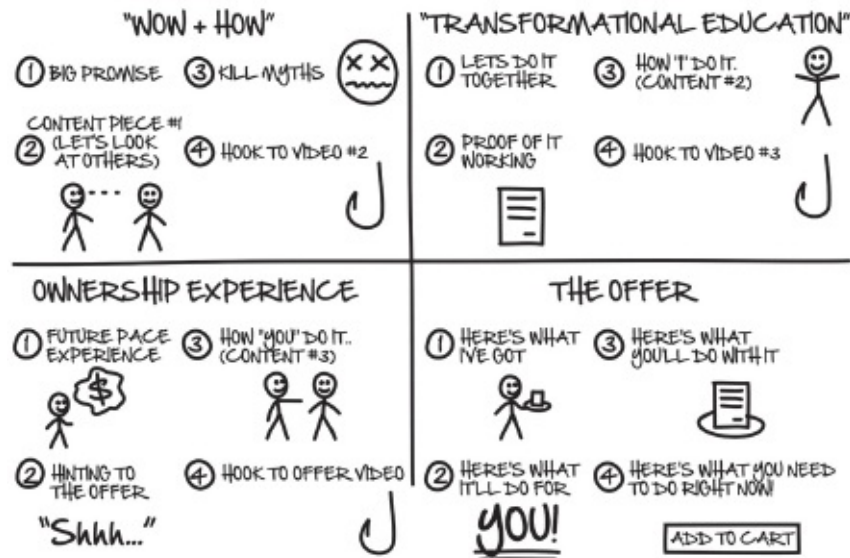 "WOW + HOW"
① BIG PROMISE
CONTENT PIECE #1
② (LET'S LOOK
AT OTHERS)
③ KILL MYTHS
④ HOOK TO VIDEO #2
"TRANSFORMATIONAL EDUCATION"
① LETS DO IT
TOGETHER
② PROOF OF IT
WORKING
③ HOW "I" DO IT.
(CONTENT #2)
④ HOOK TO VIDEO #3
OWNERSHIP EXPERIENCE
① FUTURE PACE
EXPERIENCE
$
② HINTING TO
THE OFFER
"Shhh..."
③ HOW "YOU" DO IT..
(CONTENT #3)
④ HOOK TO OFFER VIDEO
THE OFFER
① HERE'S WHAT
I'VE GOT
② HERE'S WHAT
IT'LL DO FOR
YOU!
③ HERE'S WHAT
YOU'LL DO WITH IT
④ HERE'S WHAT YOU NEED
TO DO RIGHT NOW!
ADD TO CART